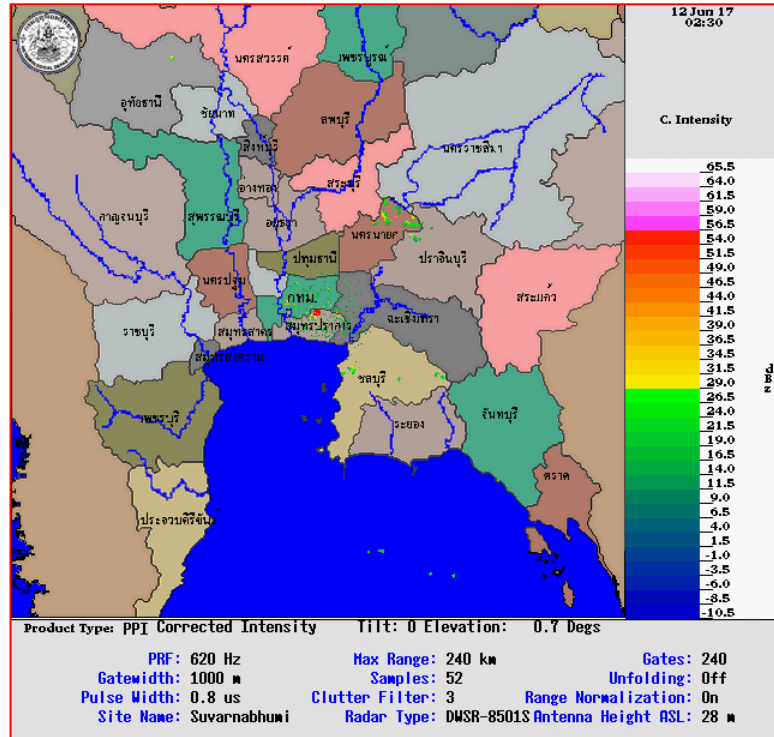 12 Jun 17
02:30
C. Intensity
นครสวรรค์
เพชรบูรณ์
อุทัยธานี
ชัยนาท
ลพบุรี
สิงห์บุรี
นครราชสีมา
สระบุรี
อ่างทอง
กาญจนบุรี
สุพรรณบุรี
อยุธยา
นครนายก
ปราจีนบุรี
ปทุมธานี
นครปฐม
สระแก้ว
กทม.
ราชบุรี
สมุทรสาคร
สมุทรปราการ
ฉะเชิงเทรา
สมุทรสงคราม
ชลบุรี
เพชรบุรี
ระยอง
จันทบุรี
ตราด
ประจวบคีรีขันธ์
65.5
64.0
61.5
59.0
56.5
54.0
51.5
49.0
46.5
44.0
41.5
39.0
36.5
34.0
31.5
29.0
26.5
24.0
21.5
19.0
16.5
14.0
11.5
9.0
6.5
4.0
1.5
-1.0
-3.5
-6.0
-8.5
-10.5
Product Type: PPI Corrected Intensity Tilt: 0 Elevation: 0.7 Degs
PRF: 620 Hz Max Range: 240 km Gates: 240
Gatewidth: 1000 m Samples: 52 Unfolding: Off
Pulse Width: 0.8 us Clutter Filter: 3 Range Normalization: On
Site Name: Suvarnabhumi Radar Type: DWSR-8501S Antenna Height ASL: 28 m